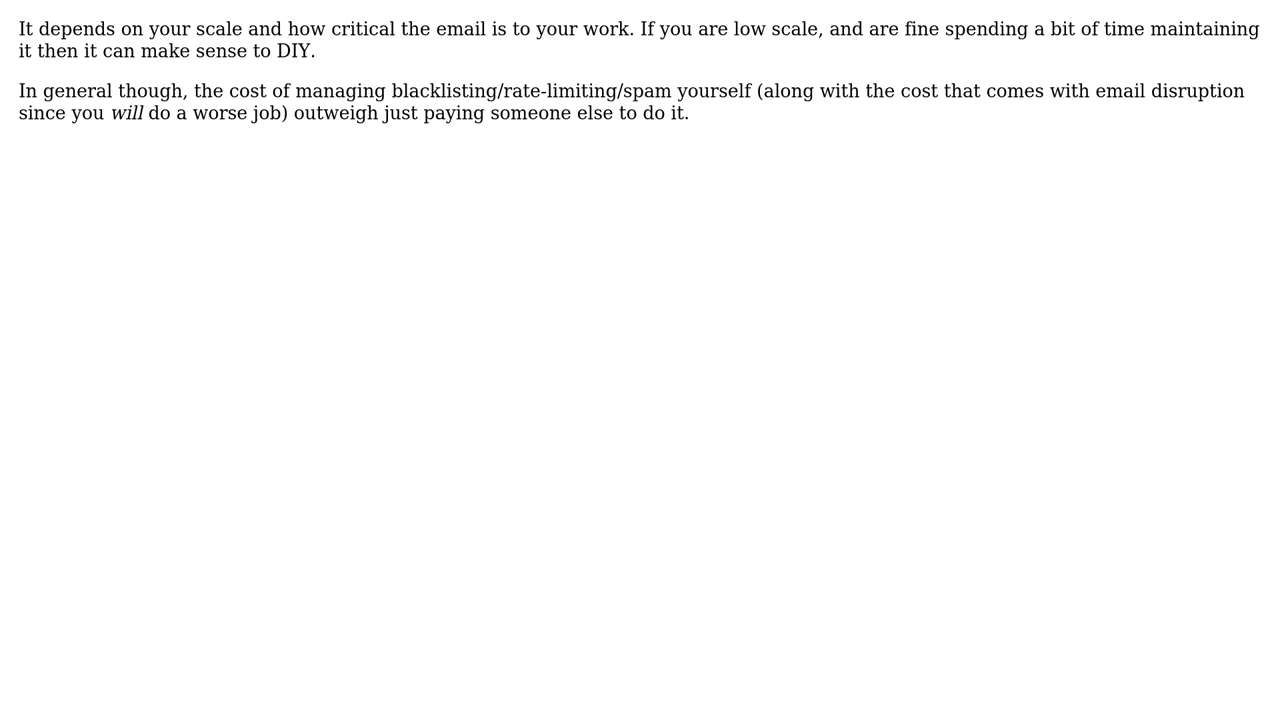 It depends on your scale and how critical the email is to your work. If you are low scale, and are fine spending a bit of time maintaining
it then it can make sense to DIY.
In general though, the cost of managing blacklisting/rate-limiting/spam yourself (along with the cost that comes with email disruption
since you will do a worse job) outweigh just paying someone else to do it.